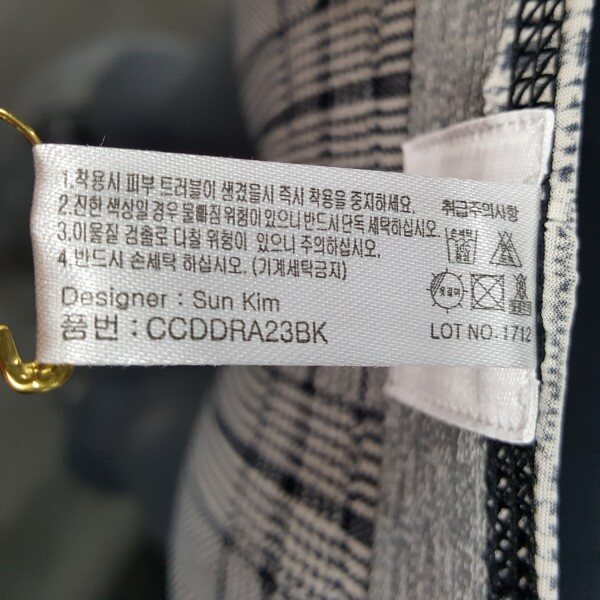 1.착용시 피부 트러블이 생겼을시 즉시 착용을 중지하세요.
2.진한 색상일 경우 물빠짐 위험이 있으니 반드시 단독 세탁하십시오.
3.이물질 검출로 다칠 위험이 있으니 주의하십시오.
4.반드시 손세탁 하십시오. (기계세탁금지)
Designer : Sun Kim
품번 : CCDDRA23BK
취급주의사항
손세탁
LOT NO. 1712